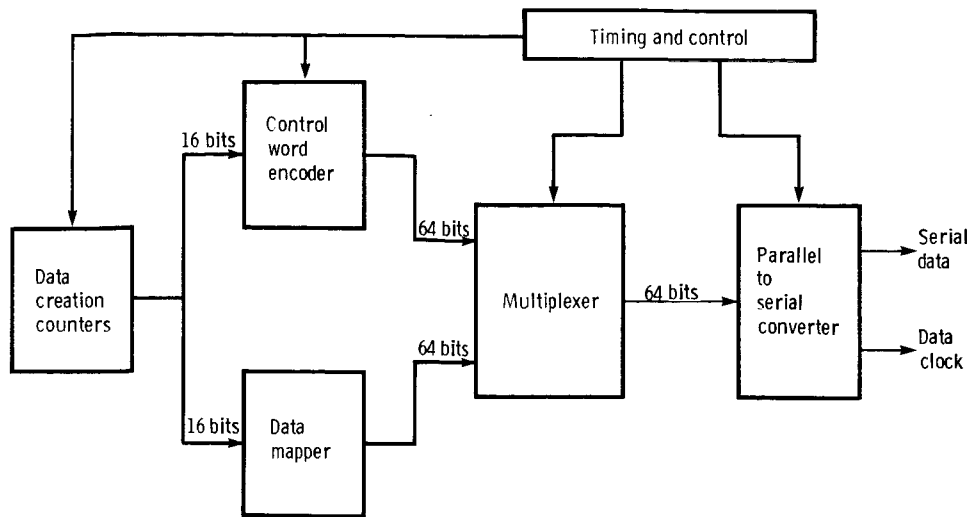 Timing and control
Control
word
encoder
16 bits
64 bits
Data
creation
counters
Multiplexer
64 bits
Parallel
to
serial
converter
Serial
data
Data
clock
64 bits
16 bits
Data
mapper